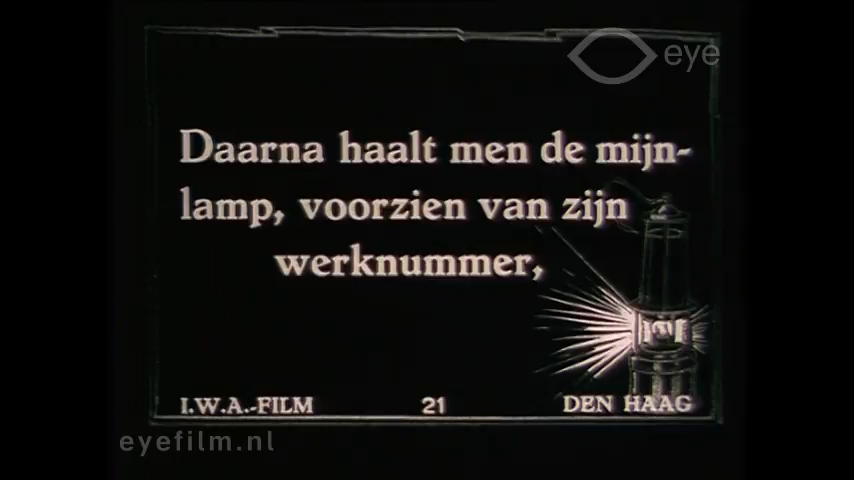 eye
Daarna haalt men de mijn-
lamp, voorzien van zijn
werknummer,
I.W.A.-FILM 21 DEN HAAG
eyefilm.nl